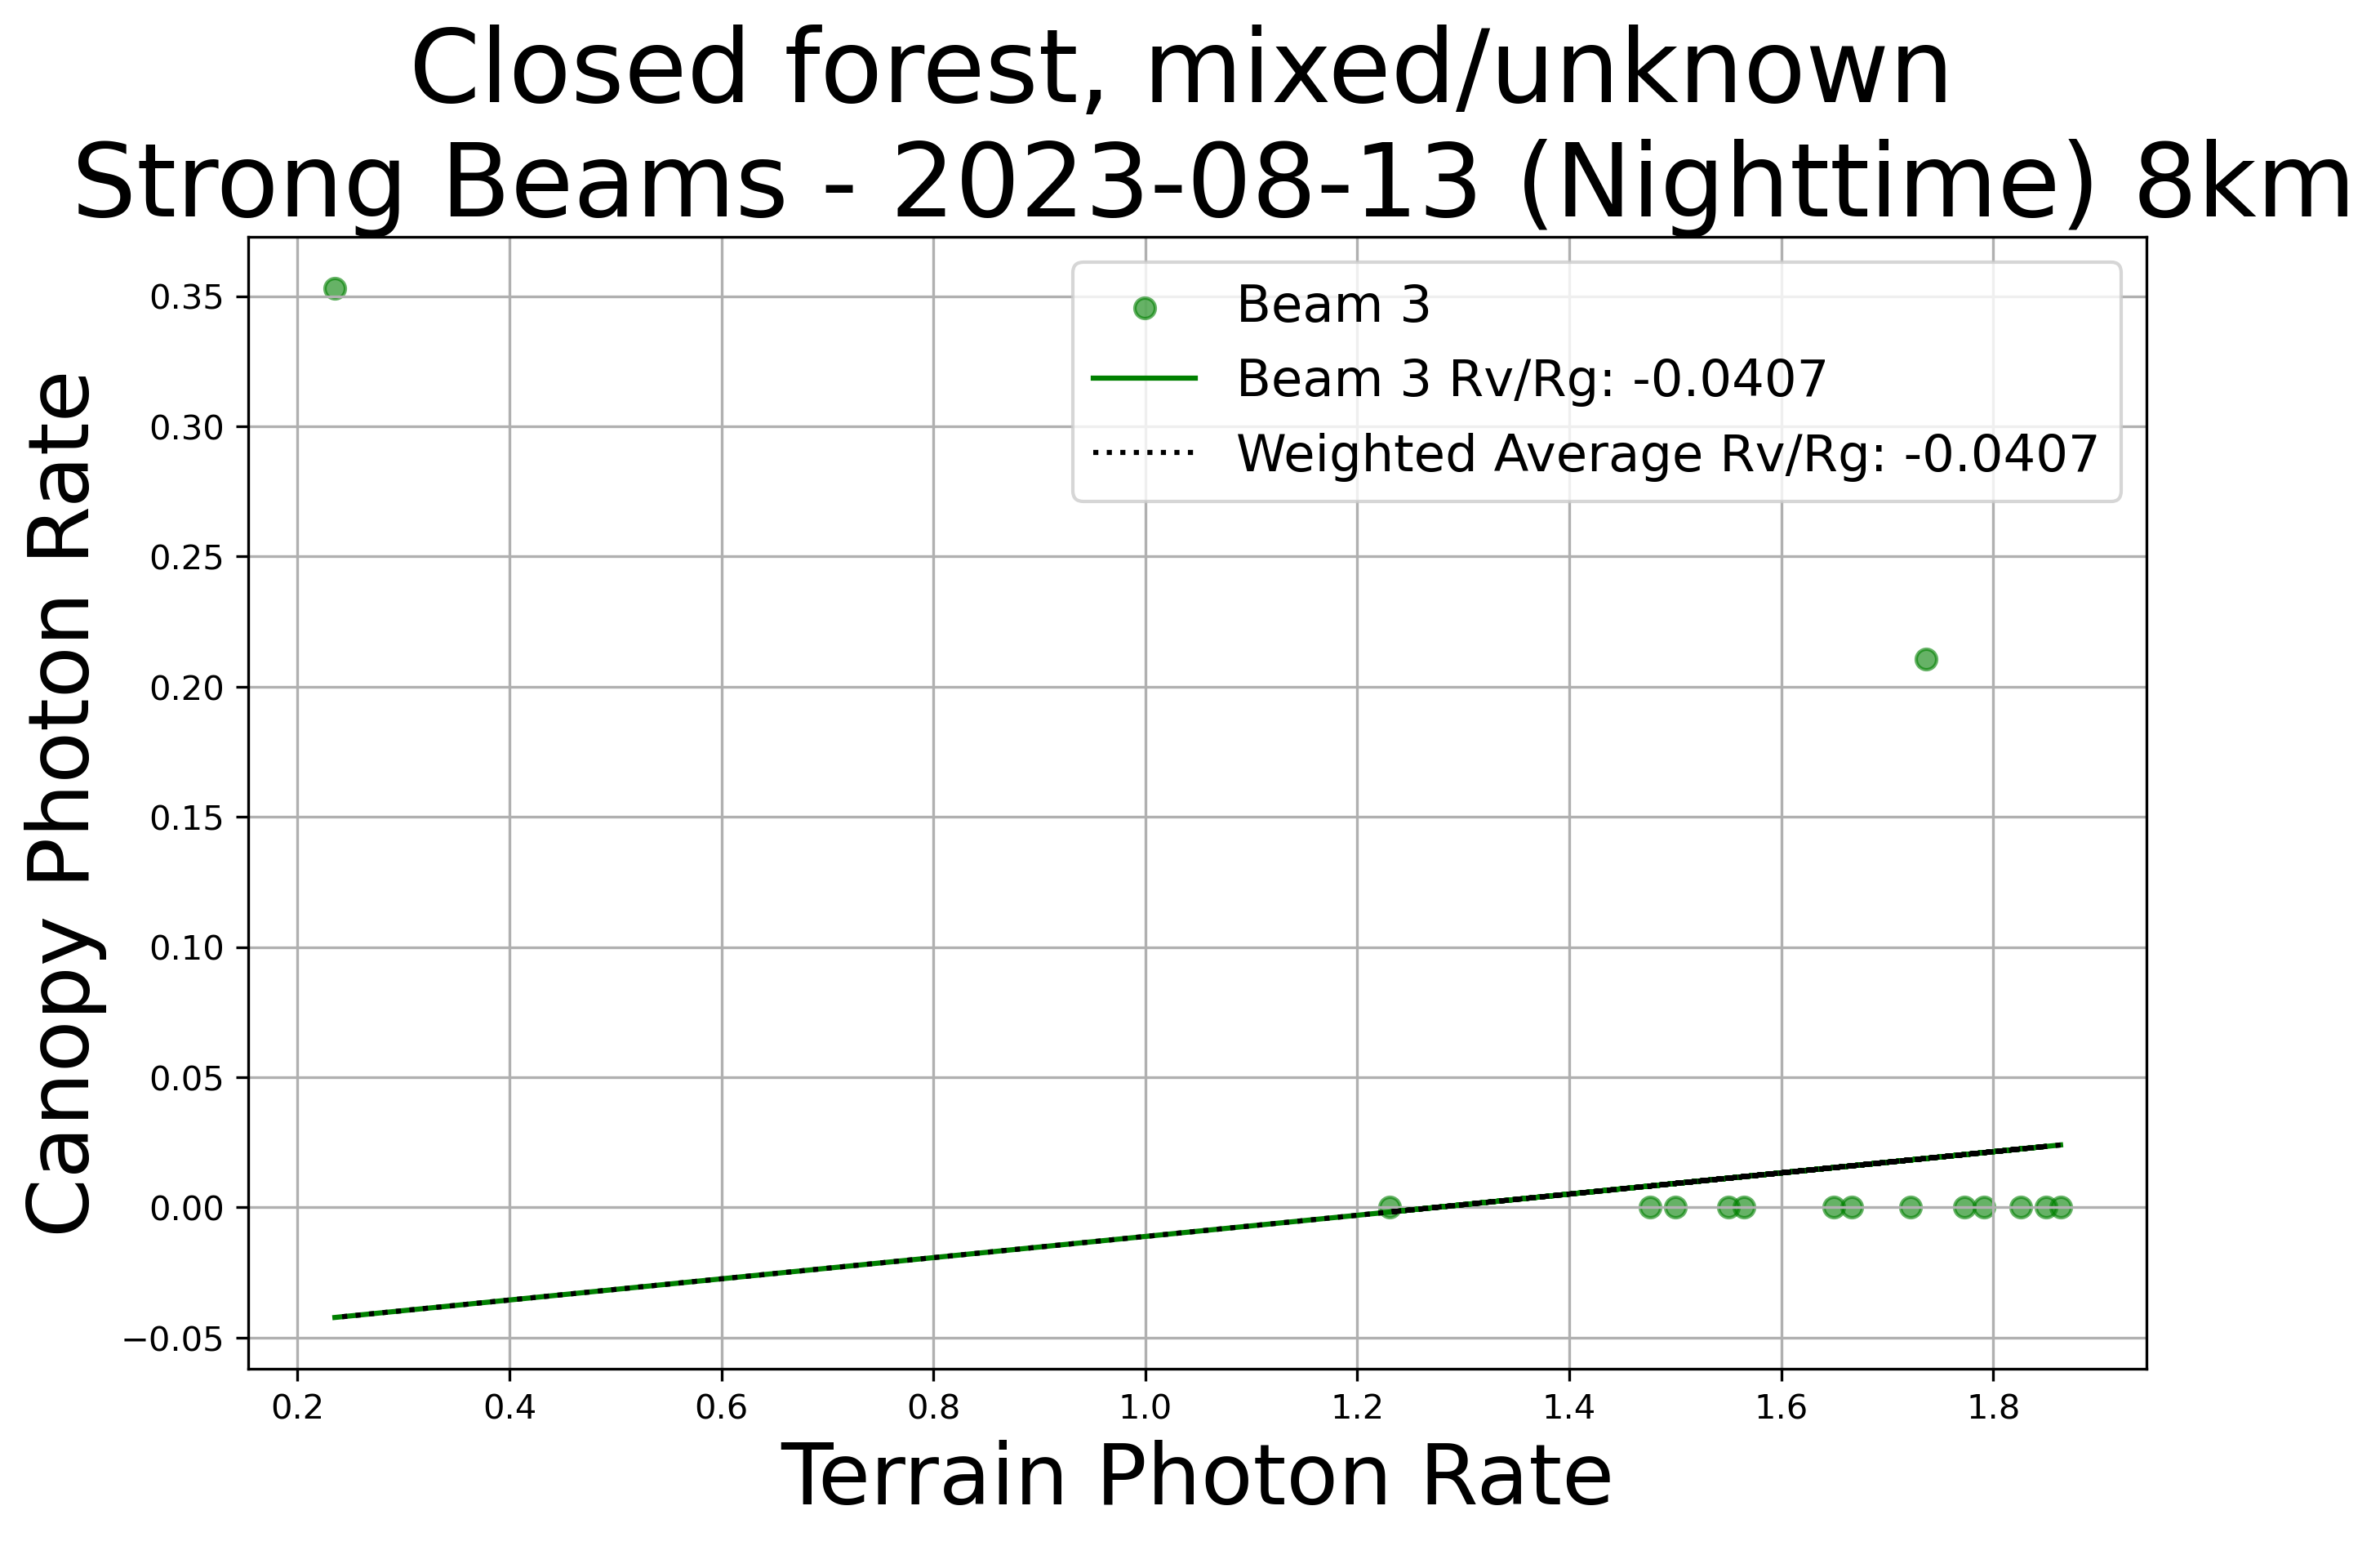 Closed forest, mixed/unknown
Strong Beams - 2023-08-13 (Nighttime) 8km
Beam 3
Beam 3 Rv/Rg: -0.0407
Weighted Average Rv/Rg: -0.0407
Canopy Photon Rate
0.35
0.30
0.25
0.20
0.15
0.10
0.05
0.00
−0.05
0.2 0.4 0.6 0.8 1.0 1.2 1.4 1.6 1.8
Terrain Photon Rate